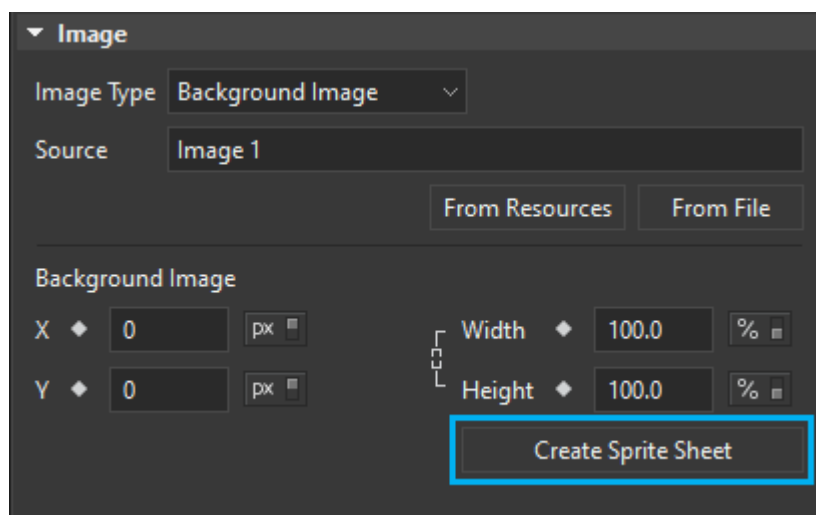 Image
Image Type Background Image
Source Image 1
From Resources From File
Background Image
X 0 px Width 100.0 %
Y 0 px Height 100.0 %
Create Sprite Sheet